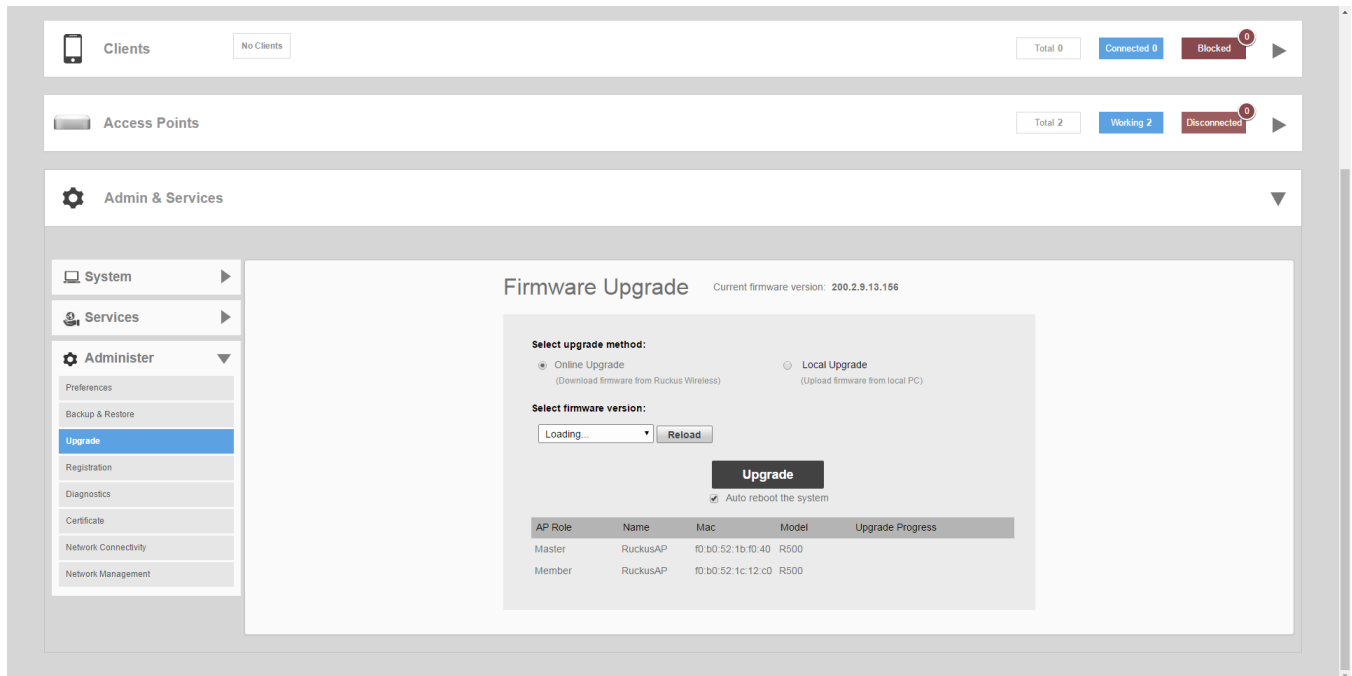 Clients
No Clients
Total 0
Connected 0
Blocked
0
Access Points
Total 2
Working 2
Disconnected
0
Admin & Services
System
Services
Administer
Preferences
Backup & Restore
Upgrade
Registration
Diagnostics
Certificate
Network Connectivity
Network Management
Firmware Upgrade
Current firmware version: 200.2.9.13.156
Select upgrade method:
Online Upgrade
(Download firmware from Ruckus Wireless)
Local Upgrade
(Upload firmware from local PC)
Select firmware version:
Loading...
Reload
Upgrade
Auto reboot the system
AP Role Name Mac Model Upgrade Progress
Master RuckusAP f0:b0:52:1b:f0:40 R500
Member RuckusAP f0:b0:52:1c:12:c0 R500